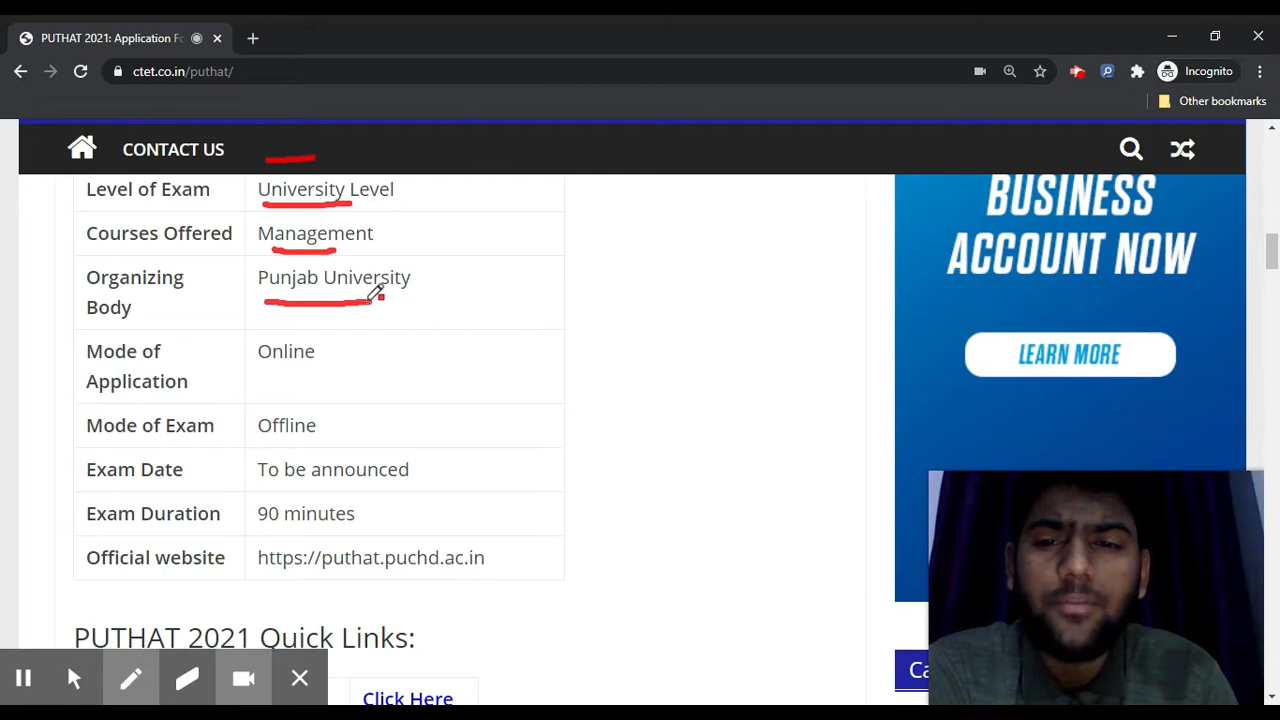 PUTHAT 2021: Application Fo
ctet.co.in/puthat/
Incognito
Other bookmarks
CONTACT US
Level of Exam University Level
Courses Offered Management
Organizing Body Punjab University
Mode of Application Online
Mode of Exam Offline
Exam Date To be announced
Exam Duration 90 minutes
Official website https://puthat.puchd.ac.in
PUTHAT 2021 Quick Links:
Click Here
BUSINESS
ACCOUNT NOW
LEARN MORE
Ca